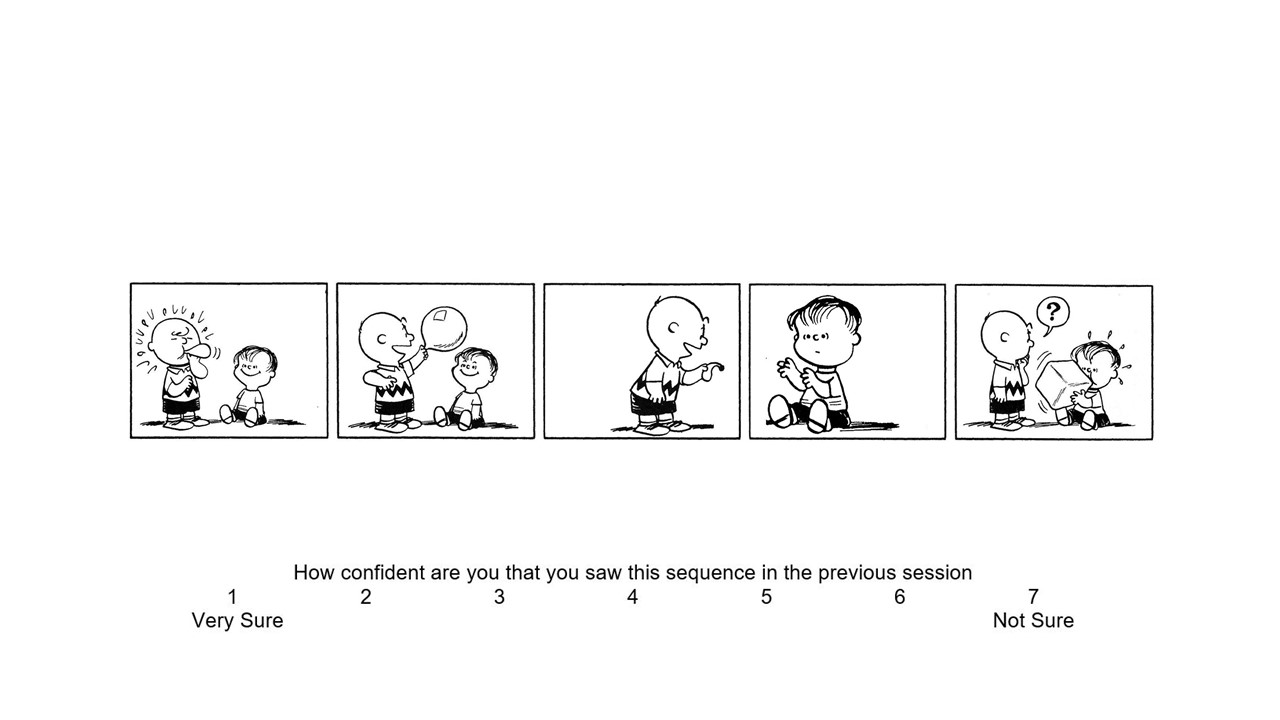 ?
How confident are you that you saw this sequence in the previous session
1 2 3 4 5 6 7
Very Sure Not Sure